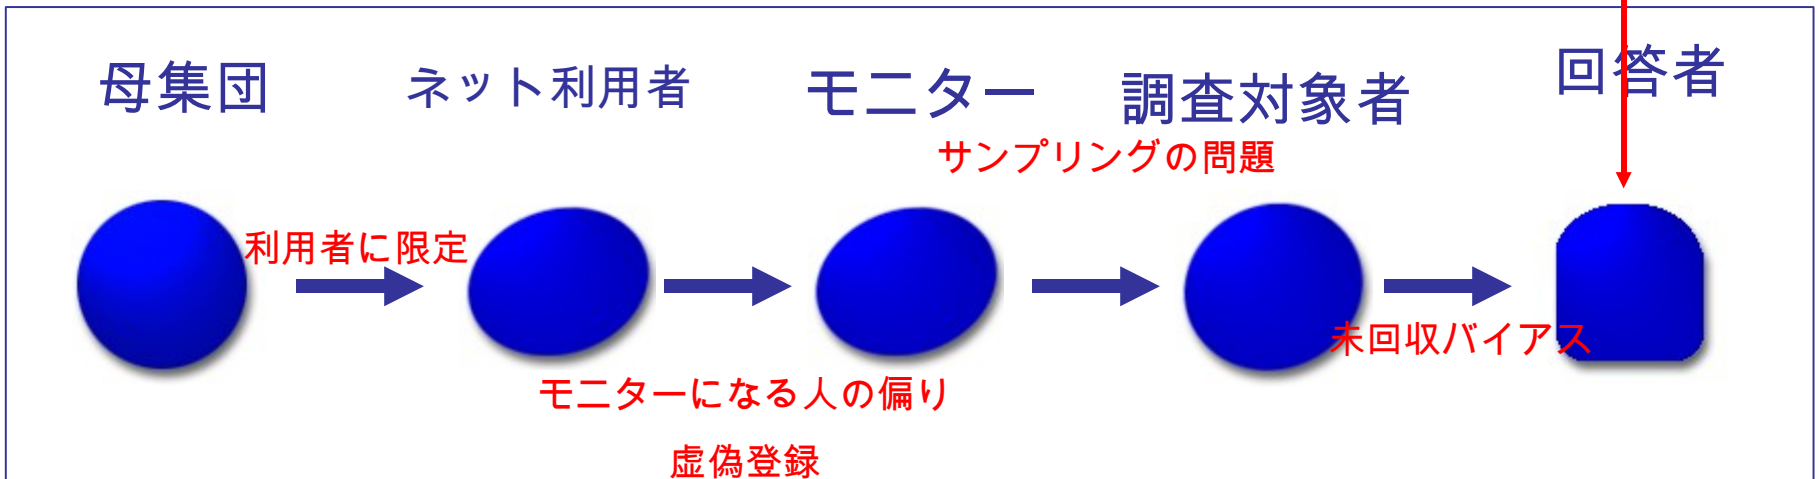 母集団
ネット利用者
モニター
調査対象者
回答者
サンプリングの問題
利用者に限定
未回収バイアス
モニターになる人の偏り
虚偽登録